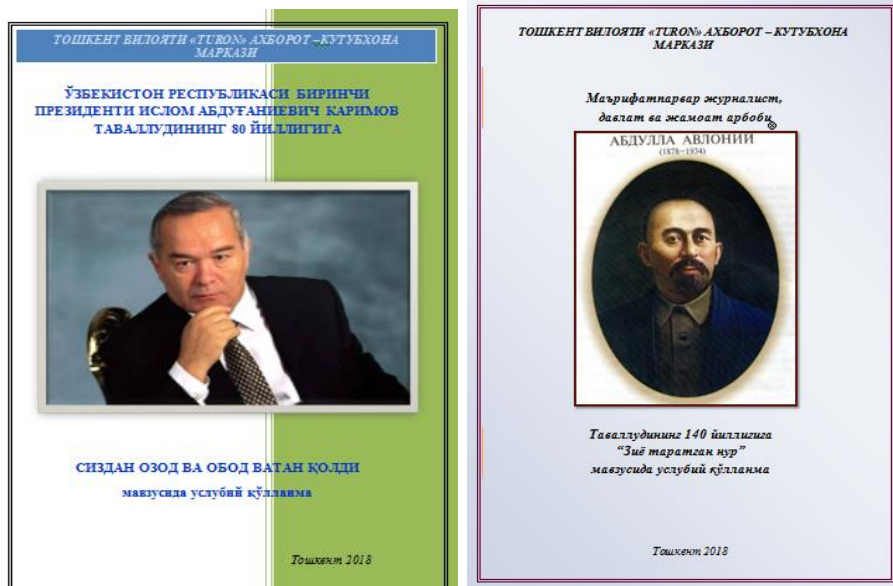 ТОШКЕНТ ВИЛОЯТИ «TURON» АХБОРОТ – КУТУБХОНА
МАРКАЗИ
ЎЗБЕКИСТОН РЕСПУБЛИКАСИ БИРИНЧИ
ПРЕЗИДЕНТИ ИСЛОМ АБДУҒАНИЕВИЧ КАРИМОВ
ТАВАЛЛУДИНИНГ 80 ЙИЛЛИГИГА
СИЗДАН ОЗОД ВА ОБОД ВАТАН ҚОЛДИ
мавзусида услубий қўлланма
Тошкент 2018
ТОШКЕНТ ВИЛОЯТИ «TURON» АХБОРОТ – КУТУБХОНА
МАРКАЗИ
Маърифатпарвар журналист,
давлат ва жамоат арбоби
АБДУЛЛА АВЛОНИЙ
(1878–1934)
Таваллудининг 140 йиллигига
“Зиё таратган нур”
мавзусида услубий қўлланма
Тошкент 2018